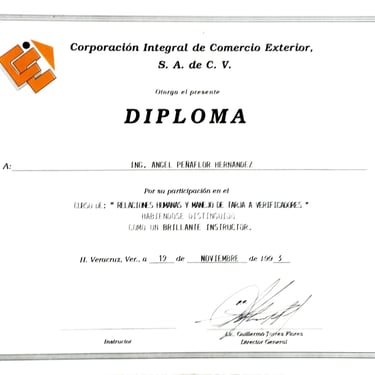 Corporación Integral de Comercio Exterior,
S. A. de C. V.
Otorga el presente
DIPLOMA
A: ING. ANGEL PEÑAFLOR HERNANDEZ
Por su participación en el
CURSO DE: " RELACIONES HUMANAS Y MANEJO DE TARJA A VERIFICADORES "
HABIENDOSE DISTINGUIDO
COMO UN BRILLANTE INSTRUCTOR.
H. Veracruz, Ver., a 19 de NOVIEMBRE de 199 3
Lic. Guillermo Torres Flores
Instructor Director General